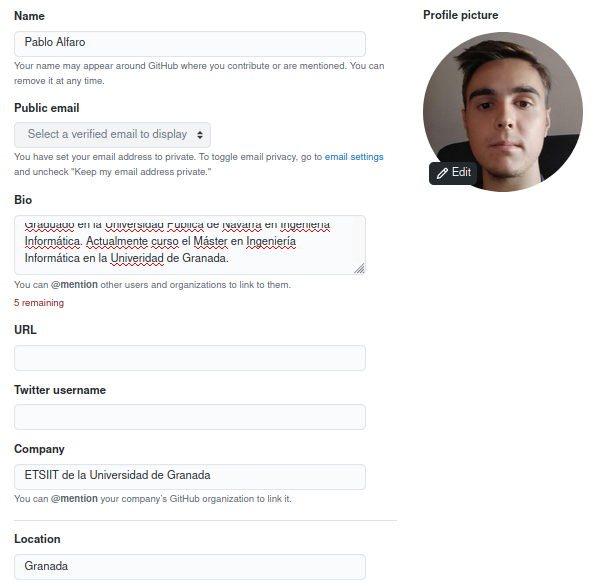 Name
Profile picture
Pablo Alfaro
Your name may appear around GitHub where you contribute or are mentioned. You can
remove it at any time.
Public email
Select a verified email to display
You have set your email address to private. To toggle email privacy, go to email settings
and uncheck "Keep my email address private."
Edit
Bio
Graduado en la Universidad Pública de Navarra en Ingeniería
Informática. Actualmente curso el Máster en Ingeniería
Informática en la Univeridad de Granada.
You can @mention other users and organizations to link to them.
5 remaining
URL
Twitter username
Company
ETSIIT de la Universidad de Granada
You can @mention your company's GitHub organization to link it.
Location
Granada